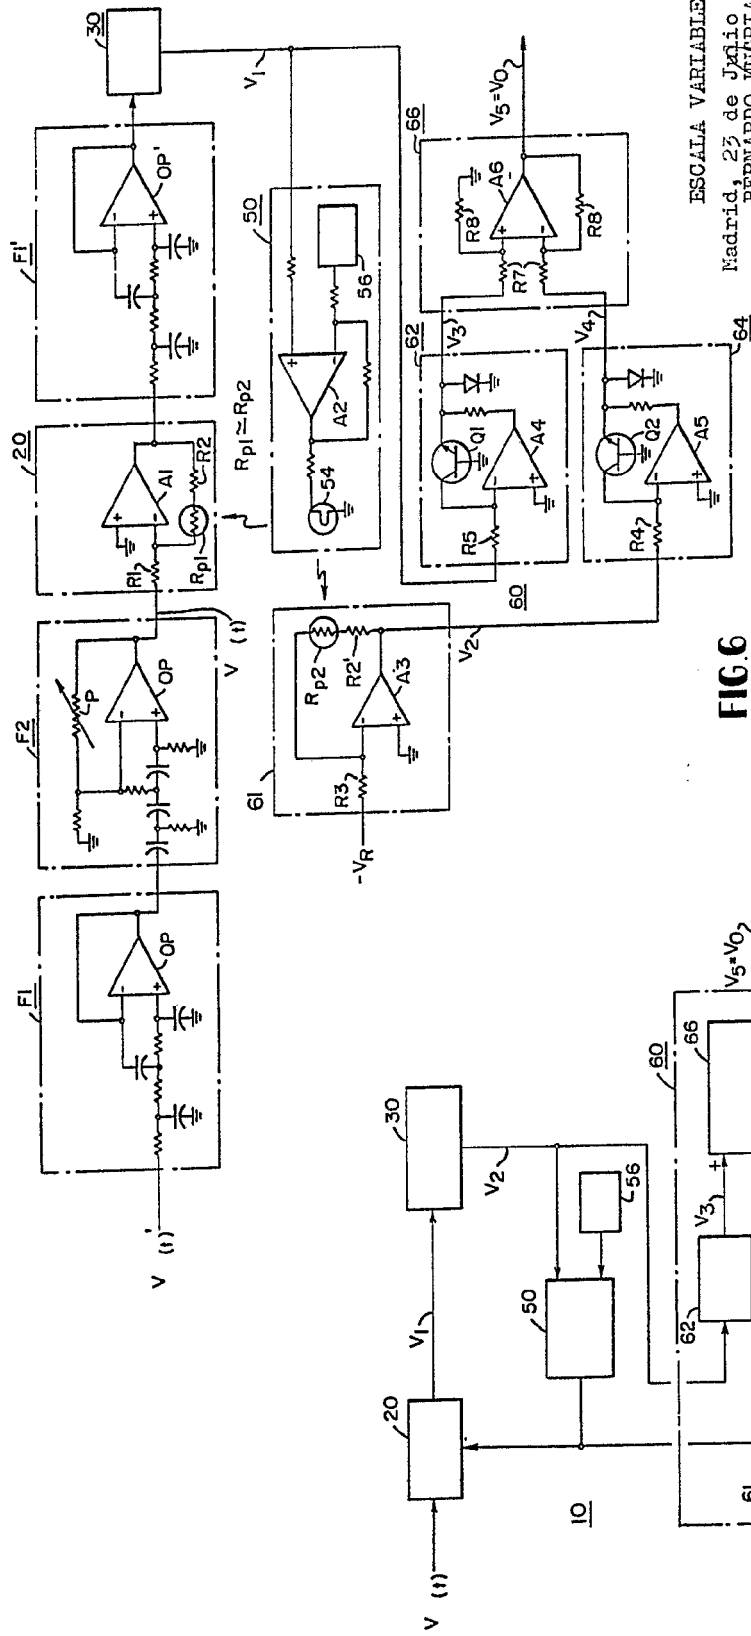 F1
F2
20
F1'
30
V (t)'
OP
P
OP
V (t)
R1
A1
R2
Rp1
OP'
V1
Rp1≃Rp2
50
A2
54
56
61
-VR
R3
A3
Rp2
R2'
V2
60
62
R5
A4
Q1
V3
64
R4
A5
Q2
V4
66
R7
R8
A6
R8
V5=VO
FIG.6
ESCALA VARIABLE
Madrid, 23 de Julio
BERNARDO
V (t)
20
V1
30
V2
50
56
10
60
62
V3
+
66
V5=VO
61